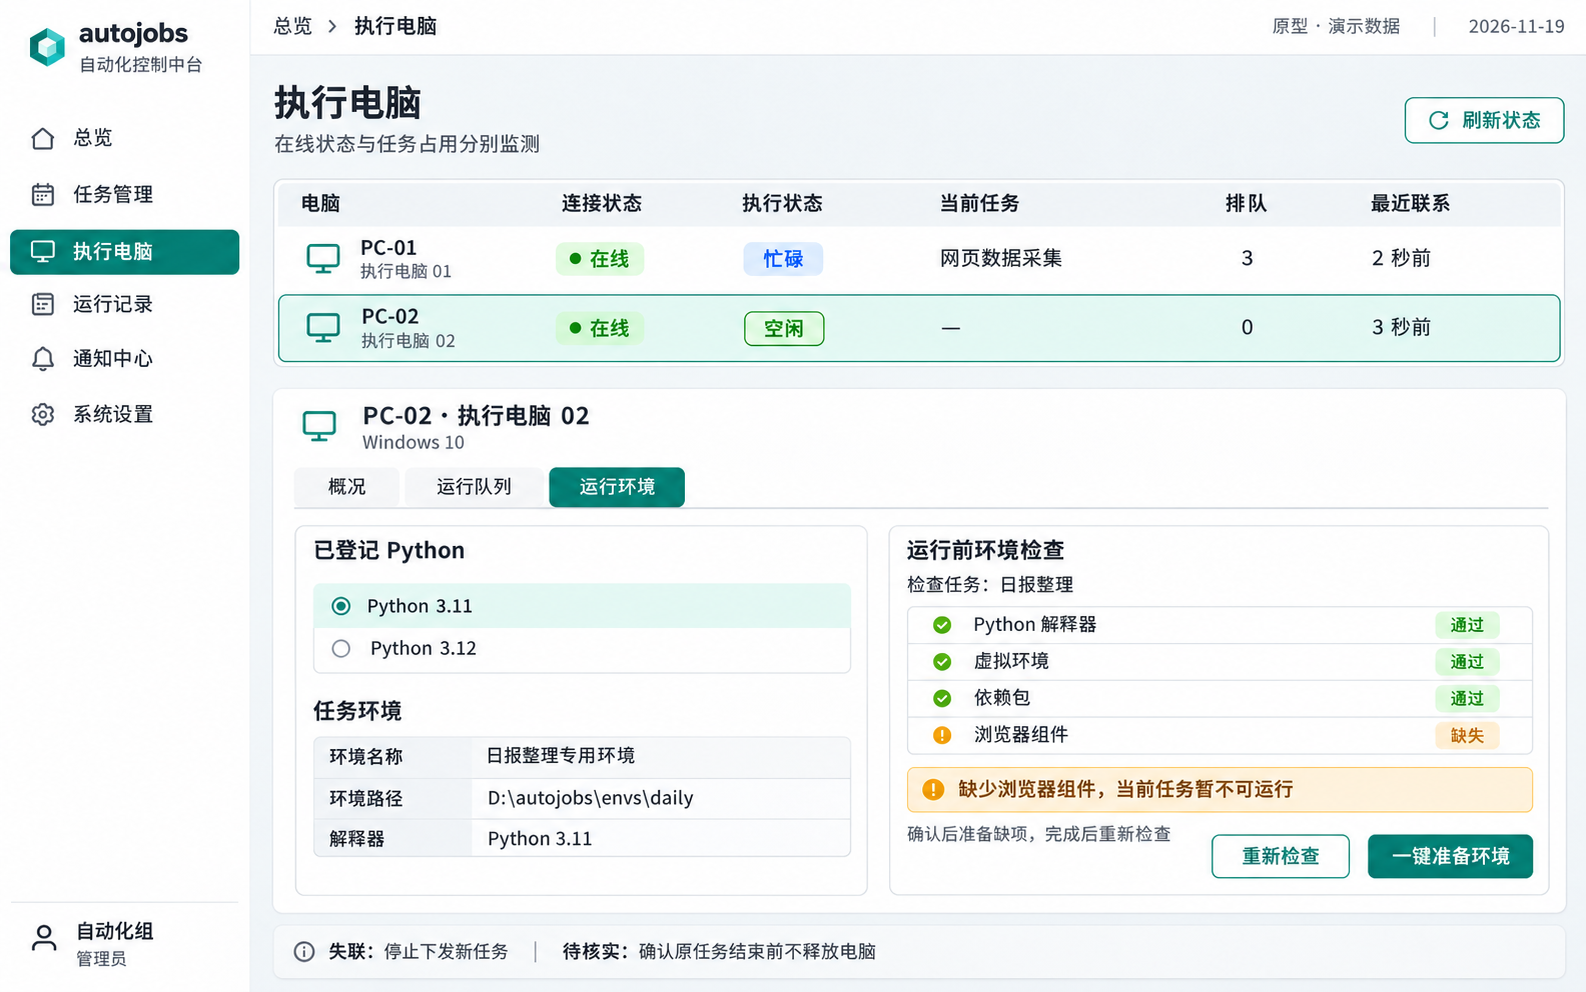 autojobs
自动化控制中台
总览
任务管理
执行电脑
运行记录
通知中心
系统设置
自动化组
管理员
总览 > 执行电脑
原型 · 演示数据 | 2026-11-19
执行电脑
在线状态与任务占用分别监测
刷新状态
电脑 连接状态 执行状态 当前任务 排队 最近联系
PC-01
执行电脑 01
在线 忙碌 网页数据采集 3 2 秒前
PC-02
执行电脑 02
在线 空闲 — 0 3 秒前
PC-02 · 执行电脑 02
Windows 10
概况 运行队列 运行环境
已登记 Python
Python 3.11
Python 3.12
任务环境
环境名称 日报整理专用环境
环境路径 D:\autojobs\envs\daily
解释器 Python 3.11
运行前环境检查
检查任务：日报整理
Python 解释器 通过
虚拟环境 通过
依赖包 通过
浏览器组件 缺失
缺少浏览器组件，当前任务暂不可运行
确认后准备缺项，完成后重新检查
重新检查 一键准备环境
失联：停止下发新任务 | 待核实：确认原任务结束前不释放电脑